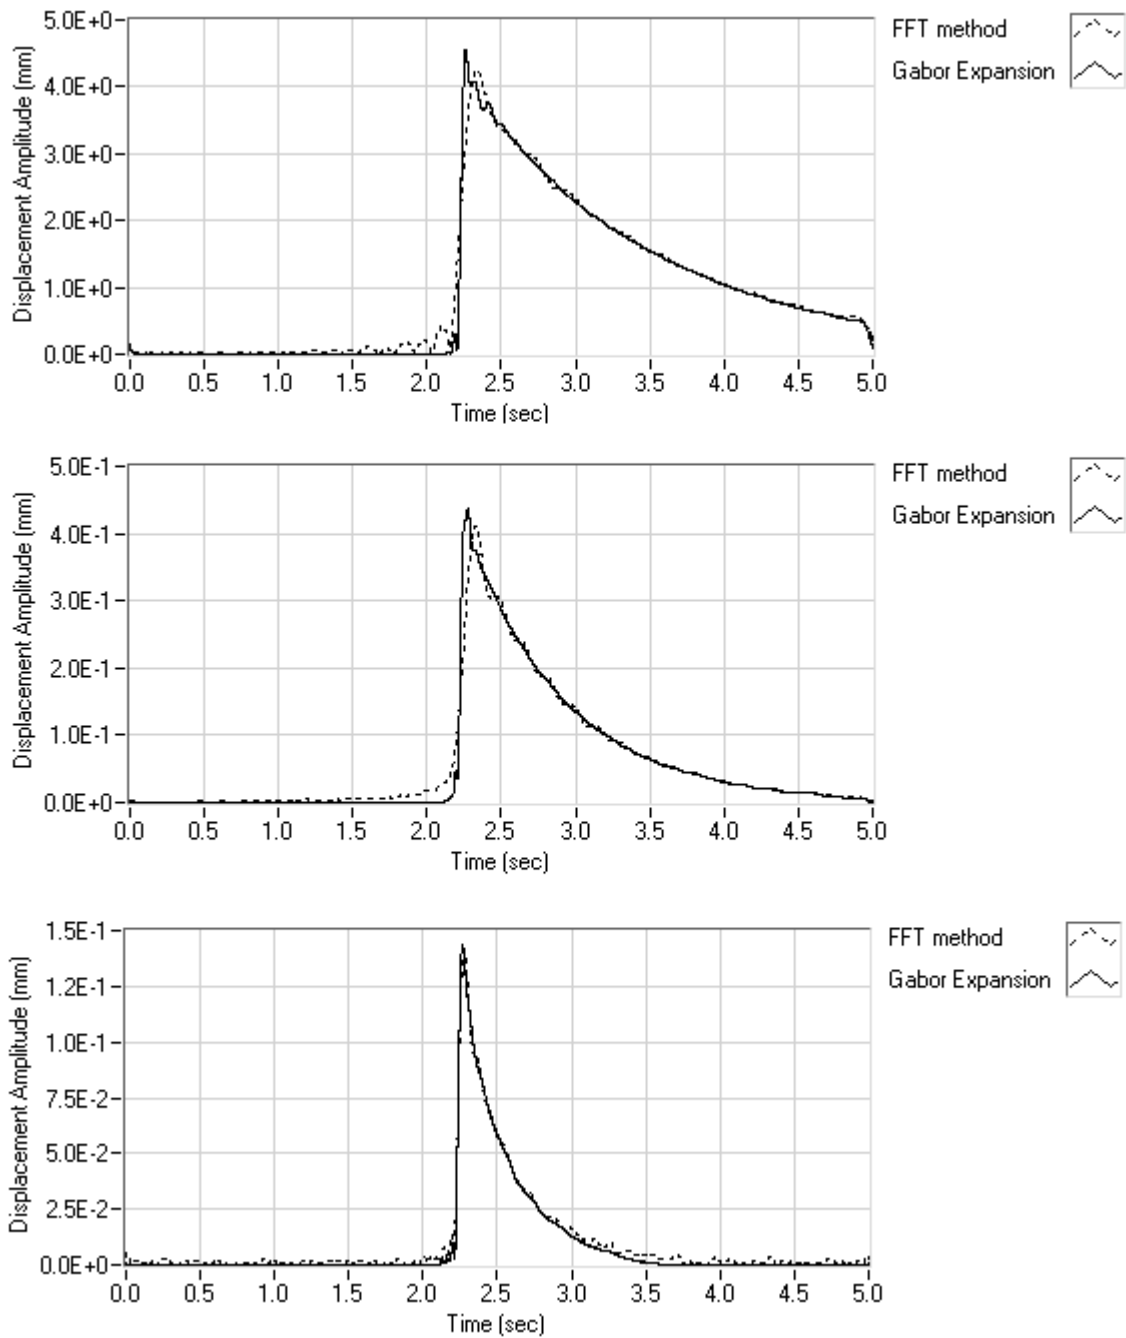 5.0E+0
4.0E+0
3.0E+0
2.0E+0
1.0E+0
0.0E+0
Displacement Amplitude (mm)
0.0 0.5 1.0 1.5 2.0 2.5 3.0 3.5 4.0 4.5 5.0
Time (sec)
FFT method
Gabor Expansion
5.0E-1
4.0E-1
3.0E-1
2.0E-1
1.0E-1
0.0E+0
Displacement Amplitude (mm)
0.0 0.5 1.0 1.5 2.0 2.5 3.0 3.5 4.0 4.5 5.0
Time (sec)
FFT method
Gabor Expansion
1.5E-1
1.2E-1
1.0E-1
7.5E-2
5.0E-2
2.5E-2
0.0E+0
Displacement Amplitude (mm)
0.0 0.5 1.0 1.5 2.0 2.5 3.0 3.5 4.0 4.5 5.0
Time (sec)
FFT method
Gabor Expansion